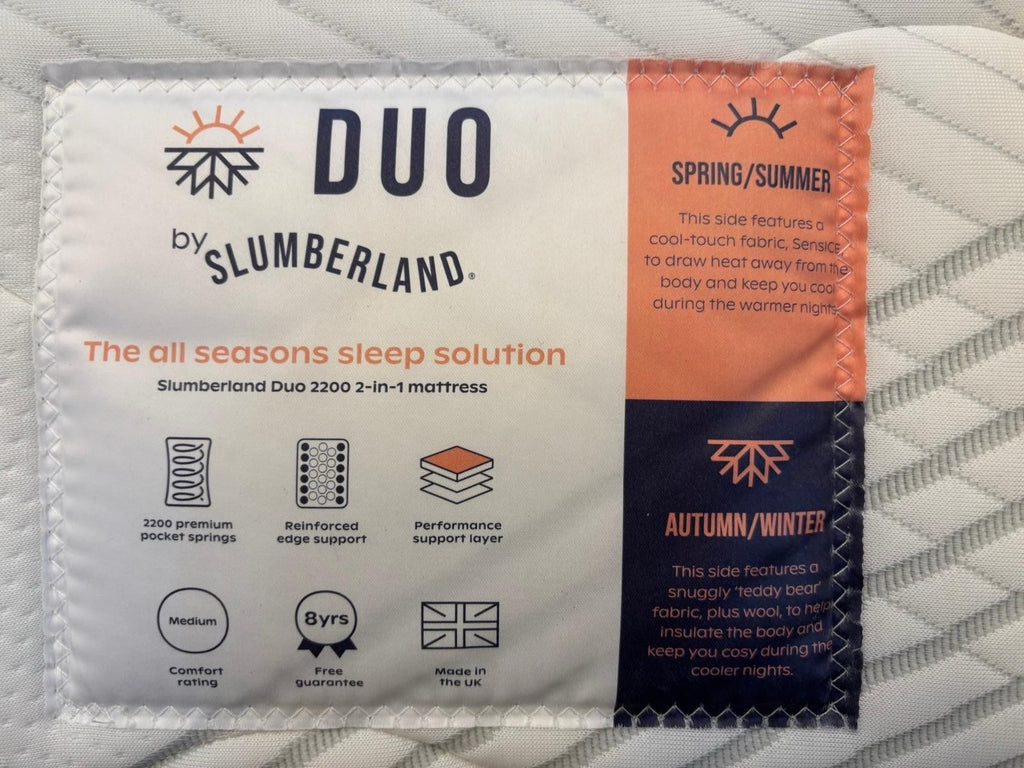 DUO
by SLUMBERLAND®
The all seasons sleep solution
Slumberland Duo 2200 2-in-1 mattress
2200 premium
pocket springs
Reinforced
edge support
Performance
support layer
Medium
Comfort
rating
8yrs
Free
guarantee
Made in
the UK
SPRING/SUMMER
This side features a
cool-touch fabric, SensICE
to draw heat away from the
body and keep you cool
during the warmer nights
AUTUMN/WINTER
This side features a
snuggly 'teddy bear'
fabric, plus wool, to help
insulate the body and
keep you cosy during the
cooler nights.